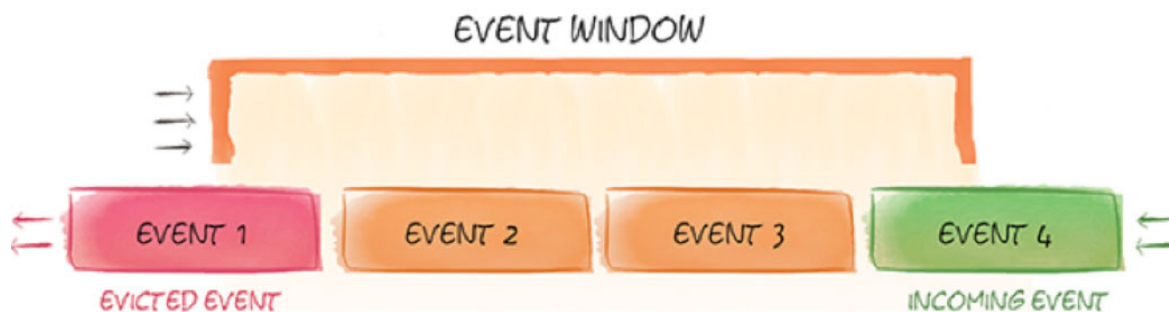 EVENT WINDOW
EVENT 1
EVENT 2
EVENT 3
EVENT 4
EVICTED EVENT
INCOMING EVENT